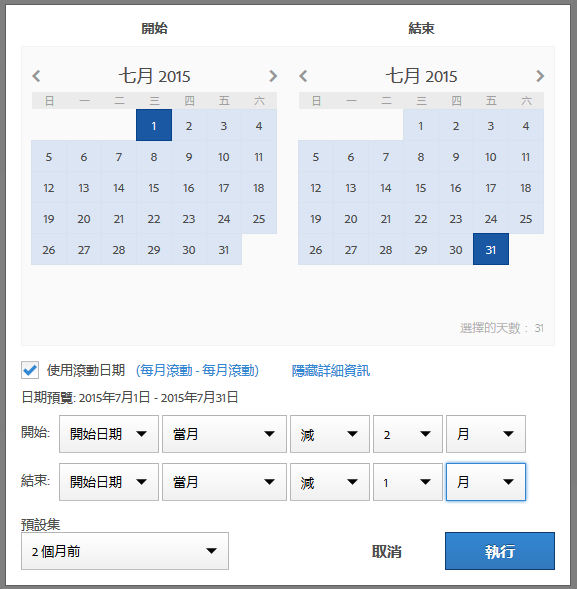 開始 結束
七月 2015 七月 2015
日 一 二 三 四 五 六 日 一 二 三 四 五 六
1 2 3 4 1 2 3 4
5 6 7 8 9 10 11 5 6 7 8 9 10 11
12 13 14 15 16 17 18 12 13 14 15 16 17 18
19 20 21 22 23 24 25 19 20 21 22 23 24 25
26 27 28 29 30 31 26 27 28 29 30 31
選擇的天數： 31
使用滾動日期 (每月滾動 - 每月滾動) 隱藏詳細資訊
日期預覽: 2015年7月1日 - 2015年7月31日
開始: 開始日期 當月 減 2 月
結束: 開始日期 當月 減 1 月
預設集
2 個月前 取消 執行